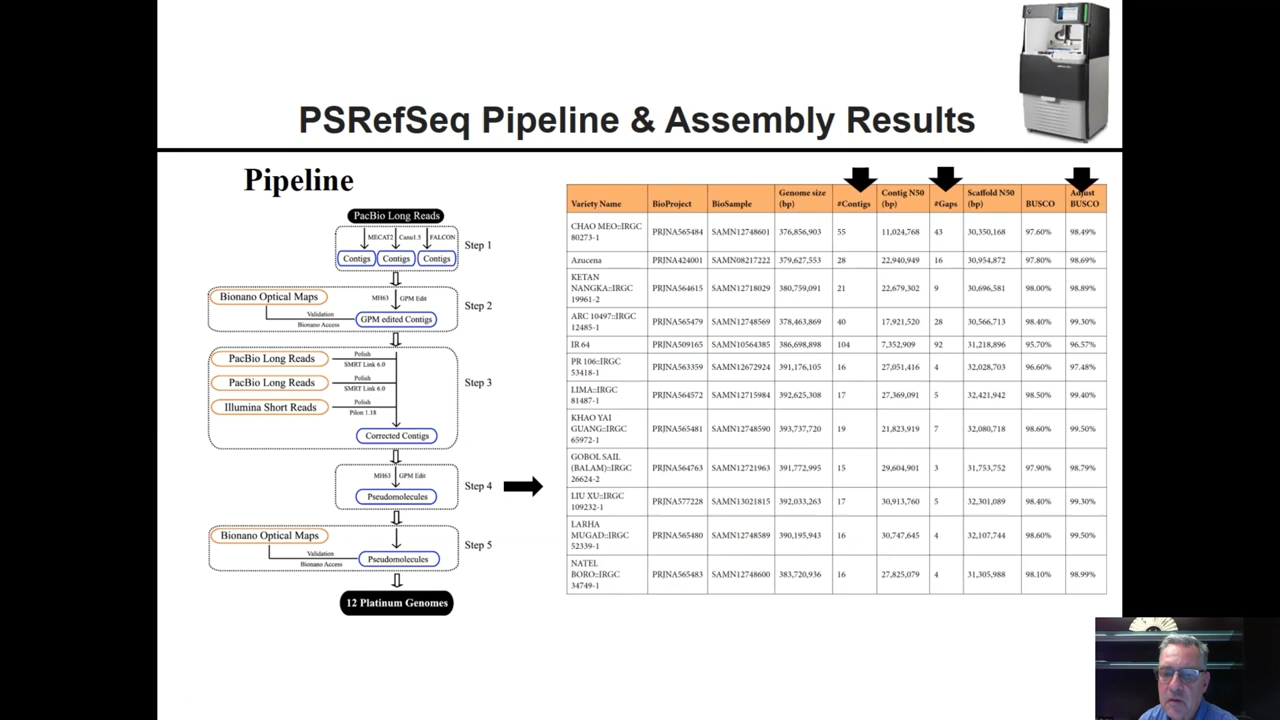 PSRefSeq Pipeline & Assembly Results
Pipeline
PacBio Long Reads
MECAT2 Canu1.5 FALCON
Contigs Contigs Contigs
Step 1
Bionano Optical Maps
MH63 GPM Edit
Validation
Bionano Access
GPM edited Contigs
Step 2
PacBio Long Reads
Polish
SMRT Link 6.0
PacBio Long Reads
Polish
SMRT Link 6.0
Illumina Short Reads
Polish
Pilon 1.18
Corrected Contigs
Step 3
MH63 GPM Edit
Pseudomolecules
Step 4
Bionano Optical Maps
Validation
Bionano Access
Pseudomolecules
Step 5
12 Platinum Genomes
Variety Name BioProject BioSample Genome size (bp) #Contigs Contig N50 (bp) #Gaps Scaffold N50 (bp) BUSCO Adjust BUSCO
CHAO MEO::IRGC 80273-1 PRJNA565484 SAMN12748601 376,856,903 55 11,024,768 43 30,350,168 97.60% 98.49%
Azucena PRJNA424001 SAMN08217222 379,627,553 28 22,940,949 16 30,954,872 97.80% 98.69%
KETAN NANGKA::IRGC 19961-2 PRJNA564615 SAMN12718029 380,759,091 21 22,679,302 9 30,696,581 98.00% 98.89%
ARC 10497::IRGC 12485-1 PRJNA565479 SAMN12748569 378,463,869 40 17,921,520 28 30,566,713 98.40% 99.30%
IR 64 PRJNA509165 SAMN10564385 386,698,898 104 7,352,909 92 31,218,896 95.70% 96.57%
PR 106::IRGC 53418-1 PRJNA563359 SAMN12672924 391,176,105 16 27,051,416 4 32,028,703 96.60% 97.48%
LIMA::IRGC 81487-1 PRJNA564572 SAMN12715984 392,625,308 17 27,369,091 5 32,421,942 98.50% 99.40%
KHAO YAI GUANG::IRGC 65972-1 PRJNA565481 SAMN12748590 393,737,720 19 21,823,919 7 32,080,718 98.60% 99.50%
GOBOL SAIL (BALAM)::IRGC 26624-2 PRJNA564763 SAMN12721963 391,772,995 15 29,604,901 3 31,753,752 97.90% 98.79%
LIU XU::IRGC 109232-1 PRJNA577228 SAMN13021815 392,033,263 17 30,913,760 5 32,301,089 98.40% 99.30%
LARHA MUGAD::IRGC 52339-1 PRJNA565480 SAMN12748589 390,195,943 16 30,747,645 4 32,107,744 98.60% 99.50%
NATEL BORO::IRGC 34749-1 PRJNA565483 SAMN12748600 383,720,936 16 27,825,079 4 31,305,988 98.10% 98.99%